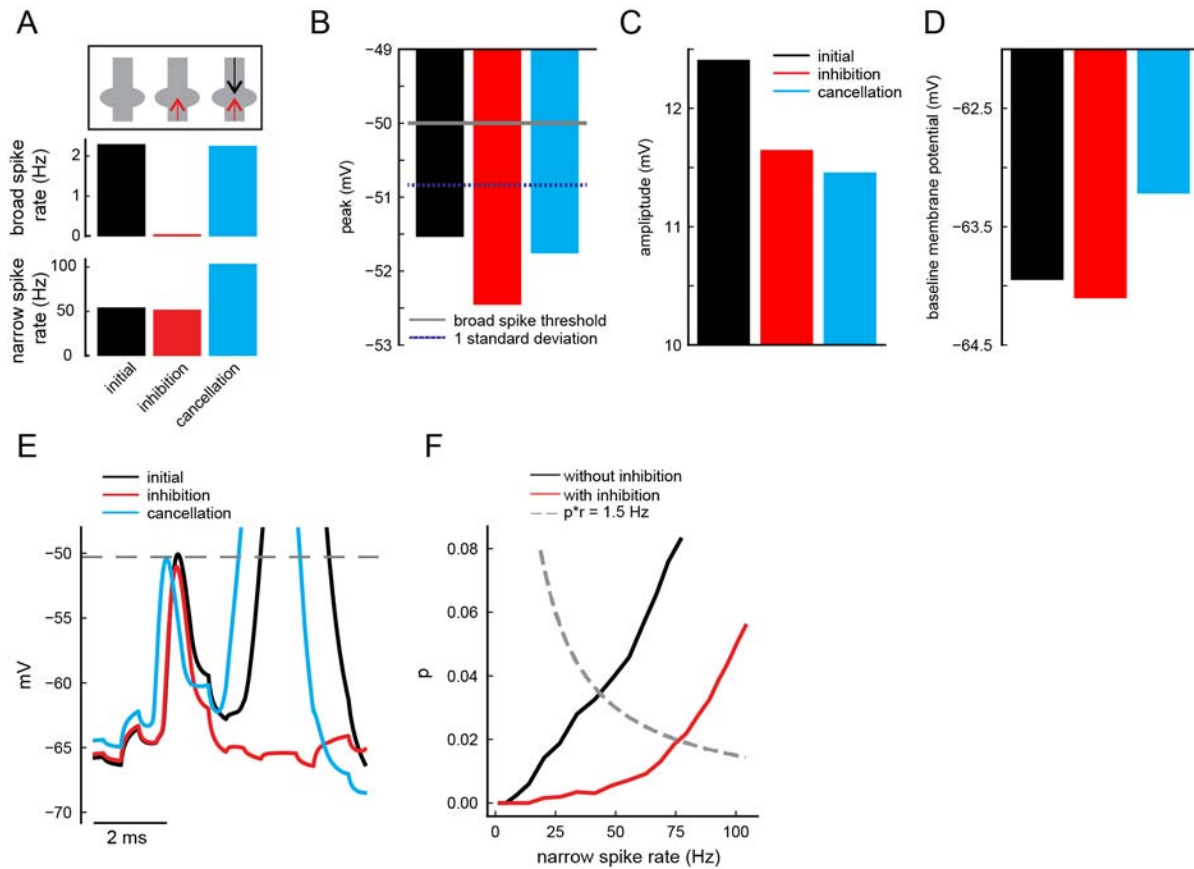 A
broad spike
rate (Hz)
2
1
0
narrow spike
rate (Hz)
100
50
0
initial
inhibition
cancellation
B
peak (mV)
−49
−50
−51
−52
−53
broad spike threshold
1 standard deviation
C
ampliptude (mV)
12
11
10
initial
inhibition
cancellation
D
baseline membrane potential (mV)
−62.5
−63.5
−64.5
E
initial
inhibition
cancellation
mV
−50
−55
−60
−65
−70
2 ms
F
without inhibition
with inhibition
p*r = 1.5 Hz
p
0.08
0.06
0.04
0.02
0.00
0
25
50
75
100
narrow spike rate (Hz)